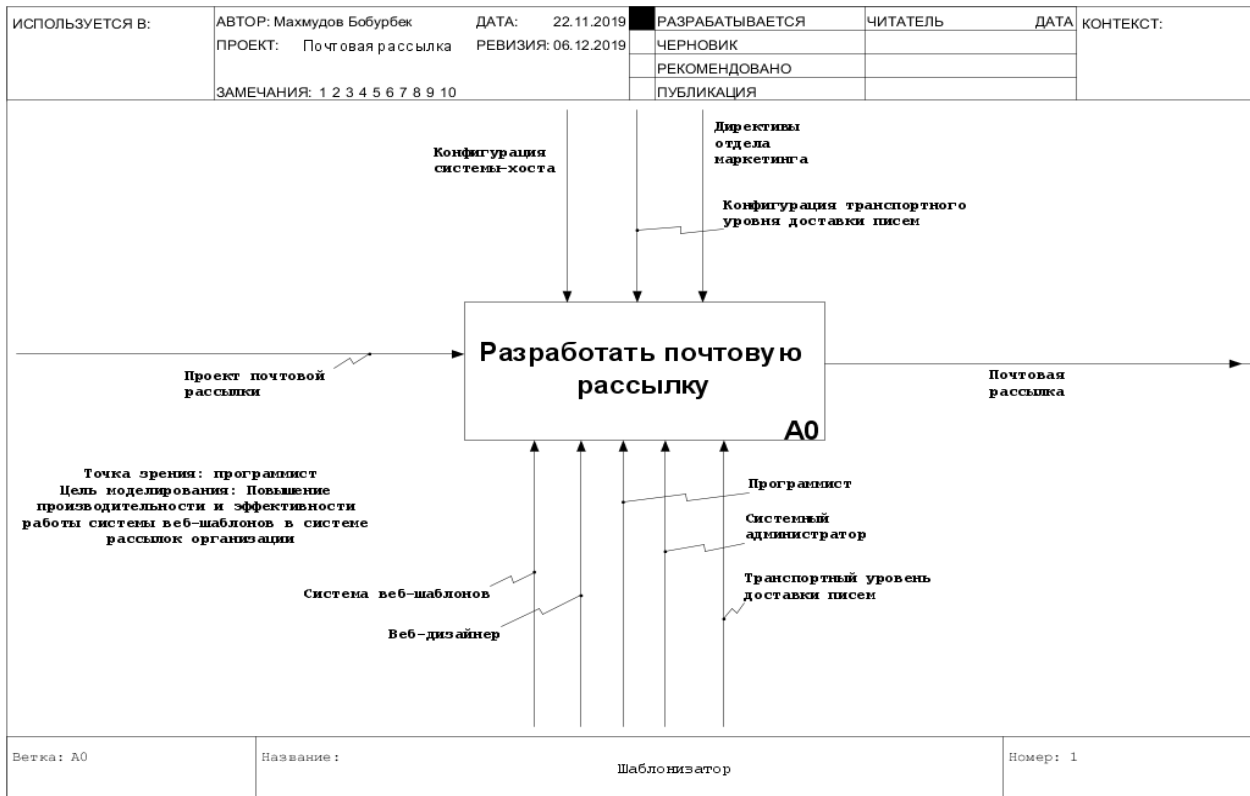 ИСПОЛЬЗУЕТСЯ В:
АВТОР: Махмудов Бобурбек
ДАТА: 22.11.2019
ПРОЕКТ: Почтовая рассылка
РЕВИЗИЯ: 06.12.2019
ЗАМЕЧАНИЯ: 1 2 3 4 5 6 7 8 9 10
РАЗРАБАТЫВАЕТСЯ
ЧЕРНОВИК
РЕКОМЕНДОВАНО
ПУБЛИКАЦИЯ
ЧИТАТЕЛЬ
ДАТА
КОНТЕКСТ:
Конфигурация
системы-хоста
Директивы
отдела
маркетинга
Конфигурация транспортного
уровня доставки писем
Разработать почтовую
рассылку
A0
Проект почтовой
рассылки
Почтовая
рассылка
Точка зрения: программист
Цель моделирования: Повышение
производительности и эффективности
работы системы веб-шаблонов в системе
рассылок организации
Программист
Системный
администратор
Транспортный уровень
доставки писем
Система веб-шаблонов
Веб-дизайнер
Ветка: A0
Название:
Шаблонизатор
Номер: 1